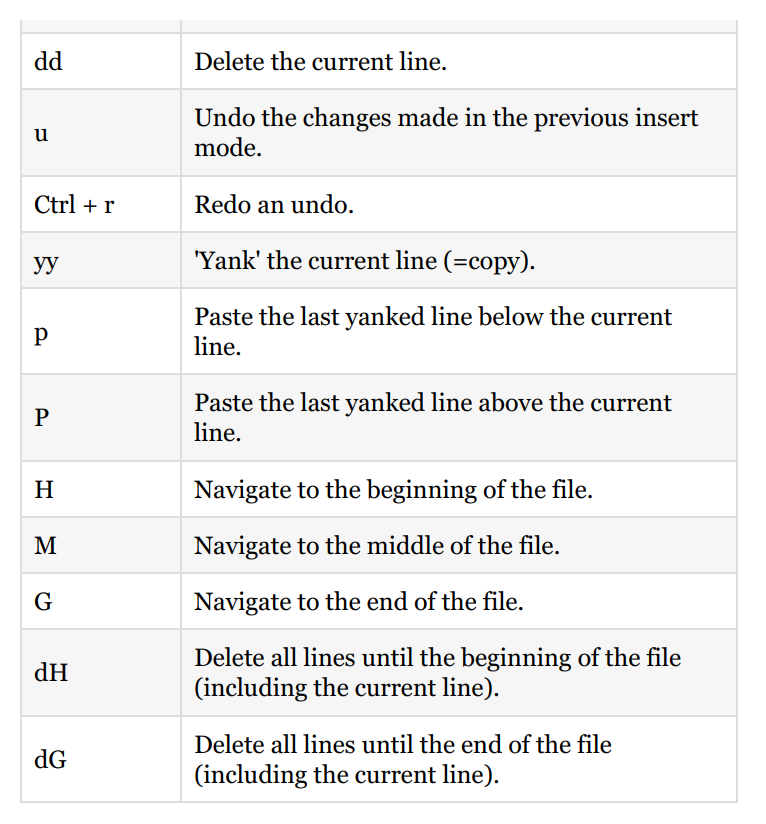 dd
Delete the current line.
u
Undo the changes made in the previous insert
mode.
Ctrl + r
Redo an undo.
yy
'Yank' the current line (=copy).
p
Paste the last yanked line below the current
line.
P
Paste the last yanked line above the current
line.
H
Navigate to the beginning of the file.
M
Navigate to the middle of the file.
G
Navigate to the end of the file.
dH
Delete all lines until the beginning of the file
(including the current line).
dG
Delete all lines until the end of the file
(including the current line).